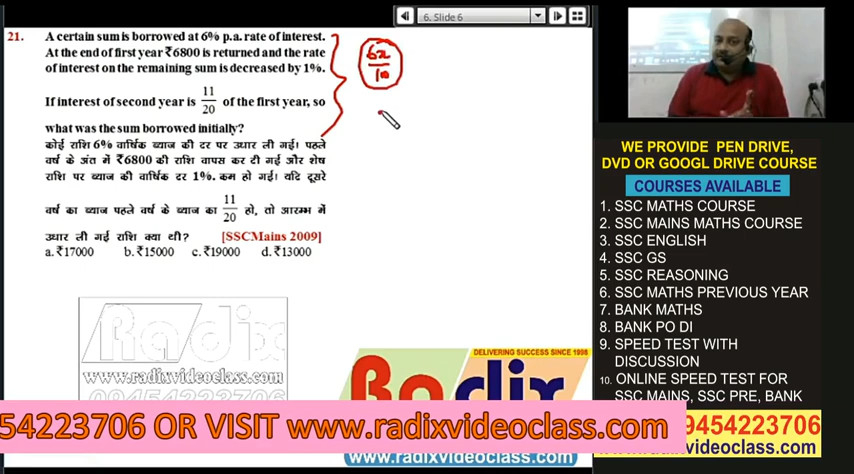 6. Slide 6
21. A certain sum is borrowed at 6% p.a. rate of interest.
At the end of first year ₹6800 is returned and the rate
of interest on the remaining sum is decreased by 1%.
If interest of second year is 11/20 of the first year, so
what was the sum borrowed initially?
कोई राशि 6% वार्षिक ब्याज की दर पर उधार ली गई। पहले
वर्ष के अंत में ₹6800 की राशि वापस कर दी गई और शेष
राशि पर ब्याज की वार्षिक दर 1%. कम हो गई। यदि दूसरे
वर्ष का ब्याज पहले वर्ष के ब्याज का 11/20 हो, तो आरम्भ में
उधार ली गई राशि क्या थी? [SSCMains 2009]
a.₹17000 b.₹15000 c.₹19000 d.₹13000
6x/10
WE PROVIDE PEN DRIVE,
DVD OR GOOGL DRIVE COURSE
COURSES AVAILABLE
1. SSC MATHS COURSE
2. SSC MAINS MATHS COURSE
3. SSC ENGLISH
4. SSC GS
5. SSC REASONING
6. SSC MATHS PREVIOUS YEAR
7. BANK MATHS
8. BANK PO DI
9. SPEED TEST WITH
DISCUSSION
10. ONLINE SPEED TEST FOR
SSC MAINS, SSC PRE, BANK
Radix
www.radixvideoclass.com
09454223706
DELIVERING SUCCESS SINCE 1998
Radix
54223706 OR VISIT www.radixvideoclass.com
9454223706
videoclass.com
www.radixvideoclass.com